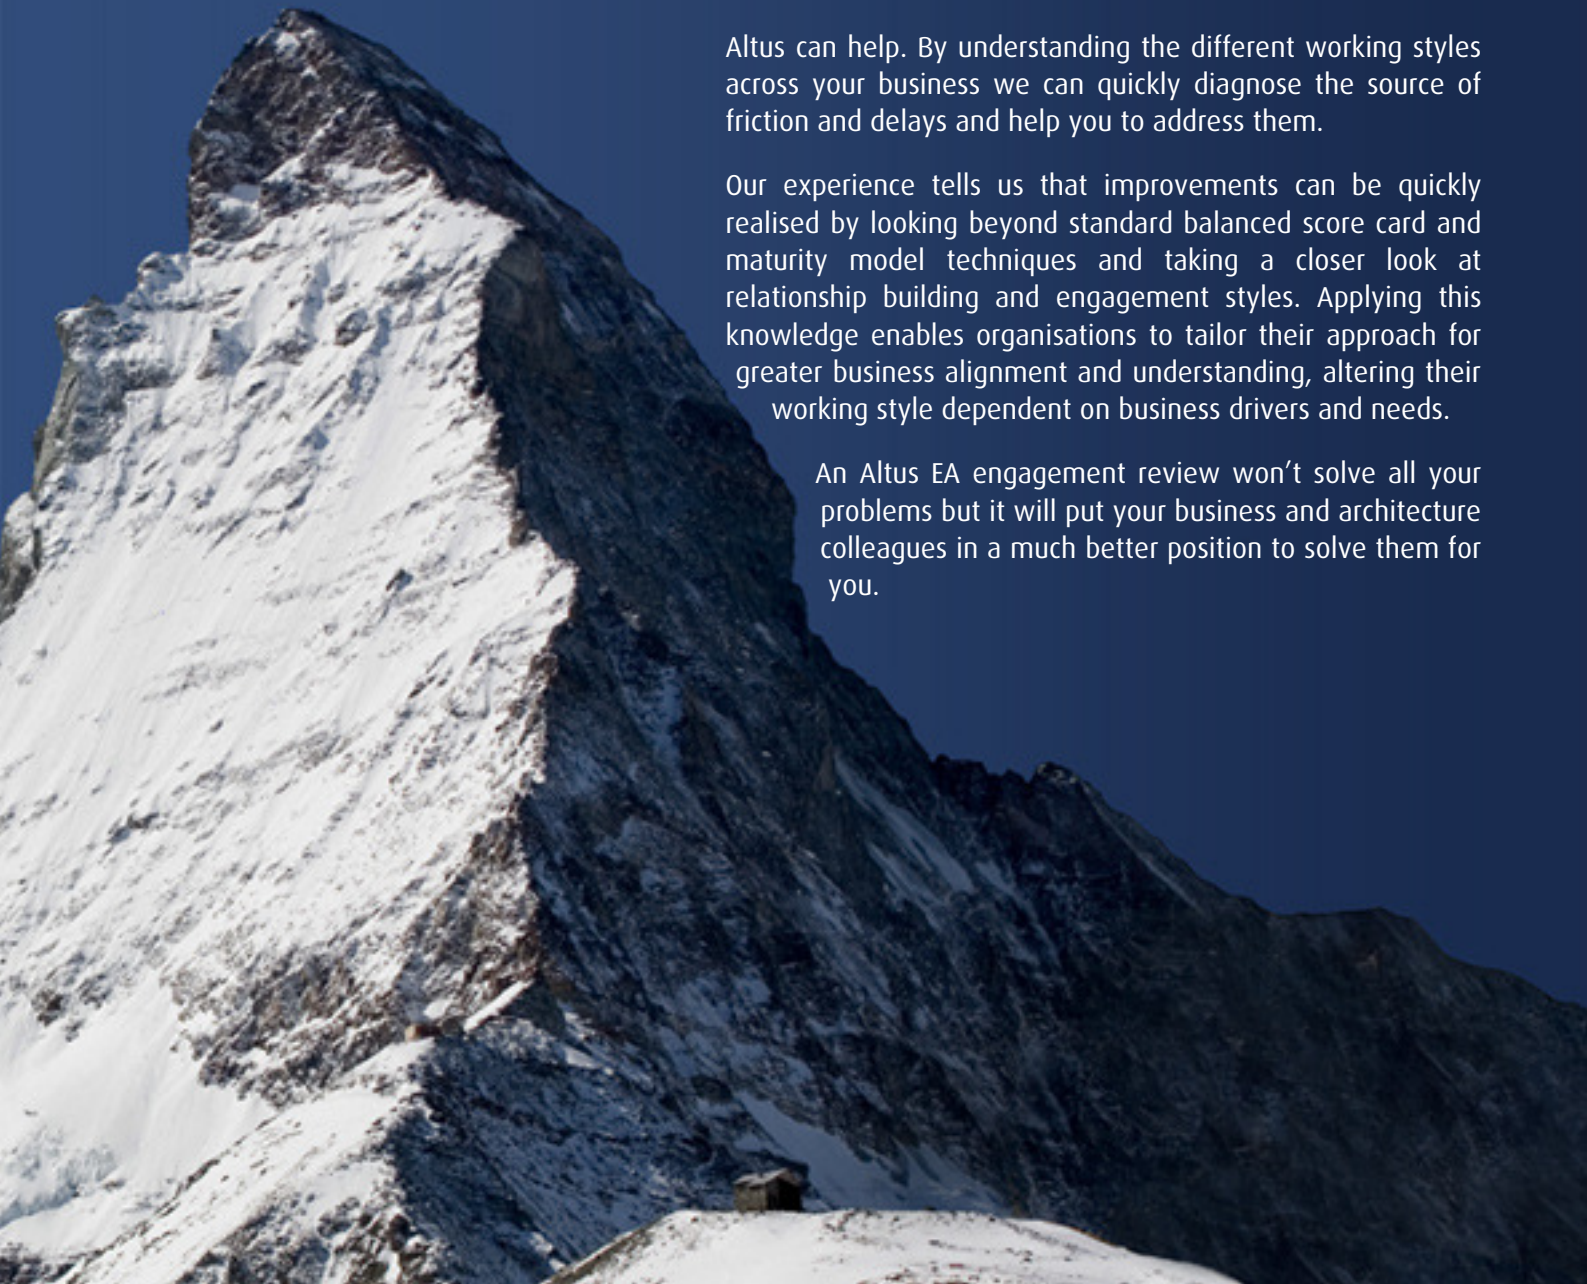 Altus can help. By understanding the different working styles
across your business we can quickly diagnose the source of
friction and delays and help you to address them.
Our experience tells us that improvements can be quickly
realised by looking beyond standard balanced score card and
maturity model techniques and taking a closer look at
relationship building and engagement styles. Applying this
knowledge enables organisations to tailor their approach for
greater business alignment and understanding, altering their
working style dependent on business drivers and needs.
An Altus EA engagement review won’t solve all your
problems but it will put your business and architecture
colleagues in a much better position to solve them for
you.